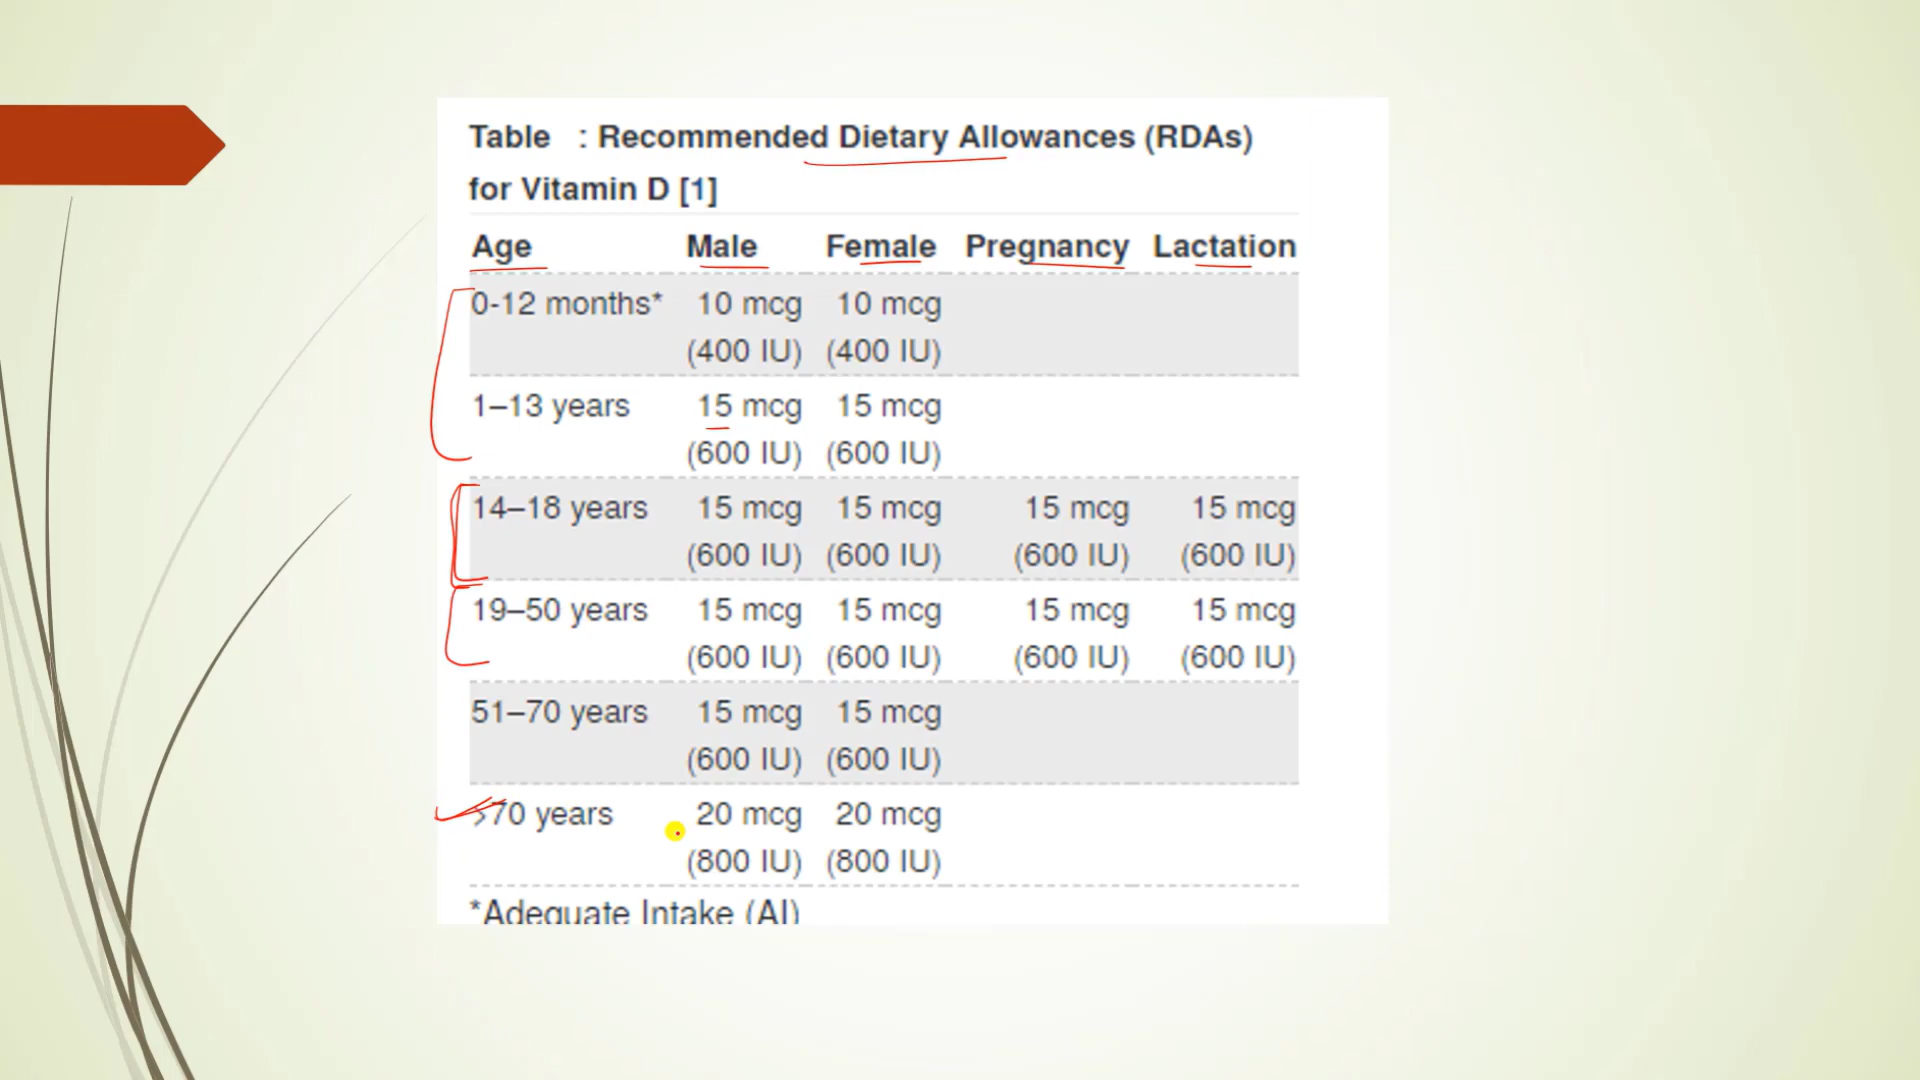 Table : Recommended Dietary Allowances (RDAs)
for Vitamin D [1]
Age Male Female Pregnancy Lactation
0-12 months* 10 mcg 10 mcg
(400 IU) (400 IU)
1–13 years 15 mcg 15 mcg
(600 IU) (600 IU)
14–18 years 15 mcg 15 mcg 15 mcg 15 mcg
(600 IU) (600 IU) (600 IU) (600 IU)
19–50 years 15 mcg 15 mcg 15 mcg 15 mcg
(600 IU) (600 IU) (600 IU) (600 IU)
51–70 years 15 mcg 15 mcg
(600 IU) (600 IU)
>70 years 20 mcg 20 mcg
(800 IU) (800 IU)
*Adequate Intake (AI)